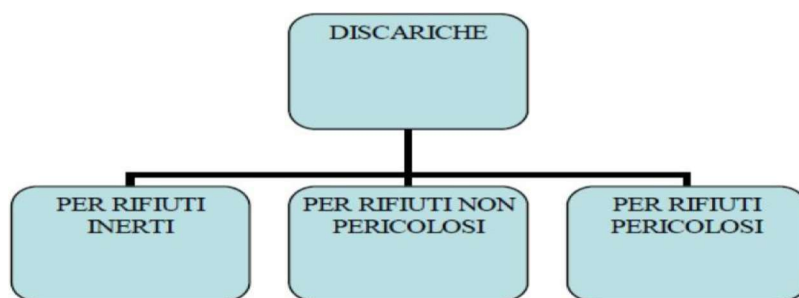 DISCARICHE
PER RIFIUTI
INERTI
PER RIFIUTI NON
PERICOLOSI
PER RIFIUTI
PERICOLOSI